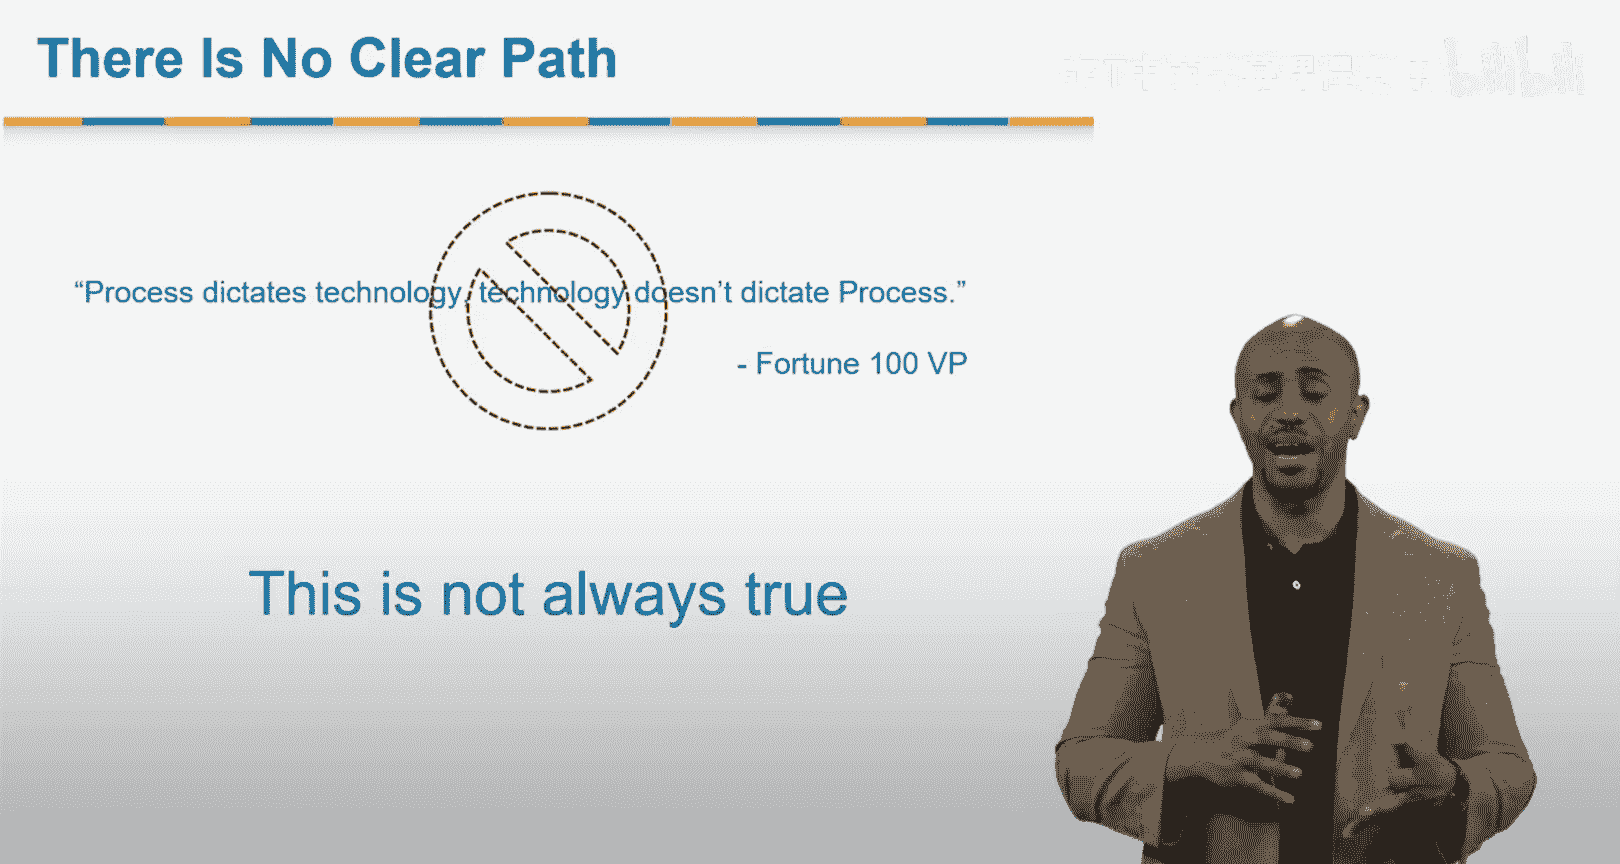 There Is No Clear Path
bilibili
“Process dictates technology, technology doesn’t dictate Process.”
- Fortune 100 VP
This is not always true